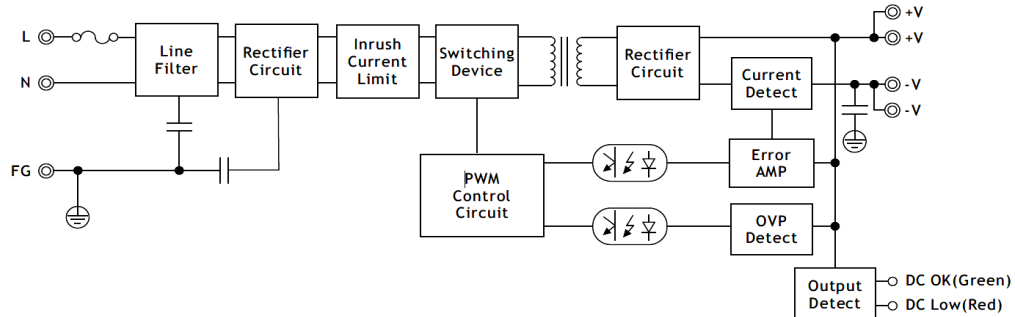 +V
L
+V
Line
Filter
Rectifier
Circuit
Inrush
Current
Limit
Switching
Device
Rectifier
Circuit
Current
Detect
N
-V
-V
FG
PWM
Control
Circuit
Error
AMP
OVP
Detect
Output
Detect
DC OK(Green)
DC Low(Red)